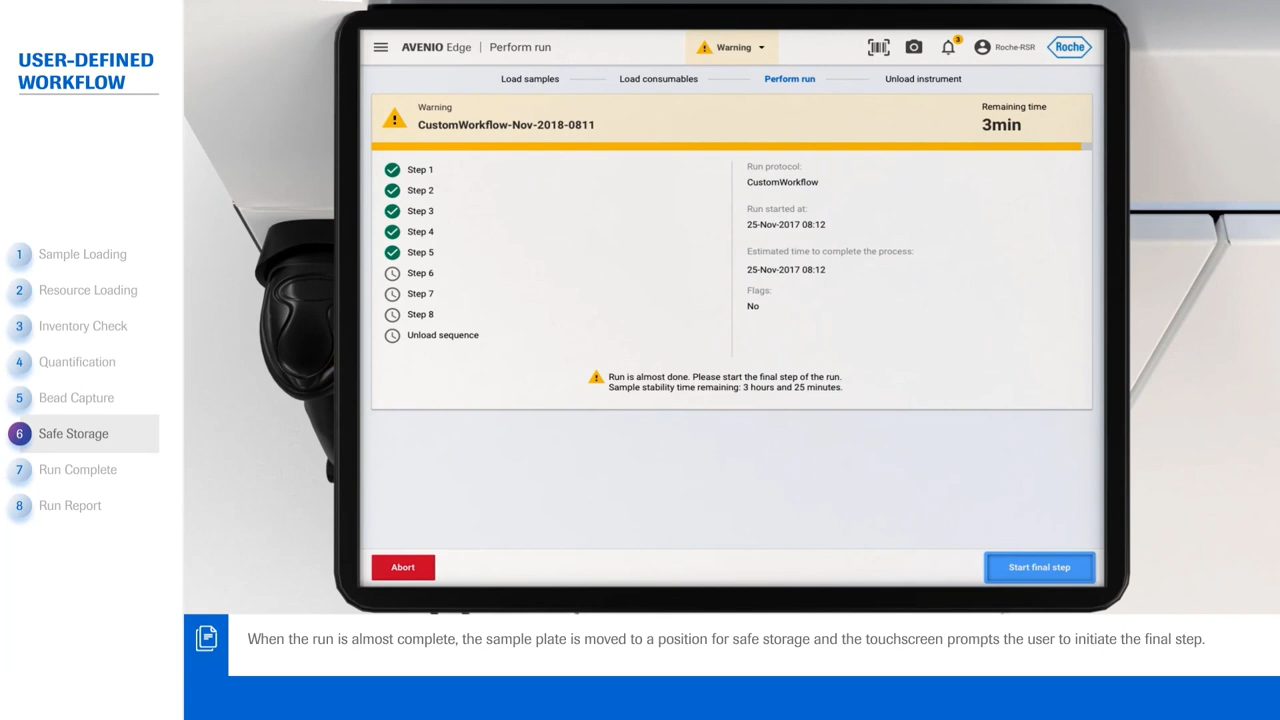 USER-DEFINED
WORKFLOW
1 Sample Loading
2 Resource Loading
3 Inventory Check
4 Quantification
5 Bead Capture
6 Safe Storage
7 Run Complete
8 Run Report
AVENIO Edge | Perform run
Warning
3
Roche-RSR
Roche
Load samples
Load consumables
Perform run
Unload instrument
Warning
CustomWorkflow-Nov-2018-0811
Remaining time
3min
Step 1
Step 2
Step 3
Step 4
Step 5
Step 6
Step 7
Step 8
Unload sequence
Run protocol:
CustomWorkflow
Run started at:
25-Nov-2017 08:12
Estimated time to complete the process:
25-Nov-2017 08:12
Flags:
No
Run is almost done. Please start the final step of the run.
Sample stability time remaining: 3 hours and 25 minutes.
Abort
Start final step
When the run is almost complete, the sample plate is moved to a position for safe storage and the touchscreen prompts the user to initiate the final step.